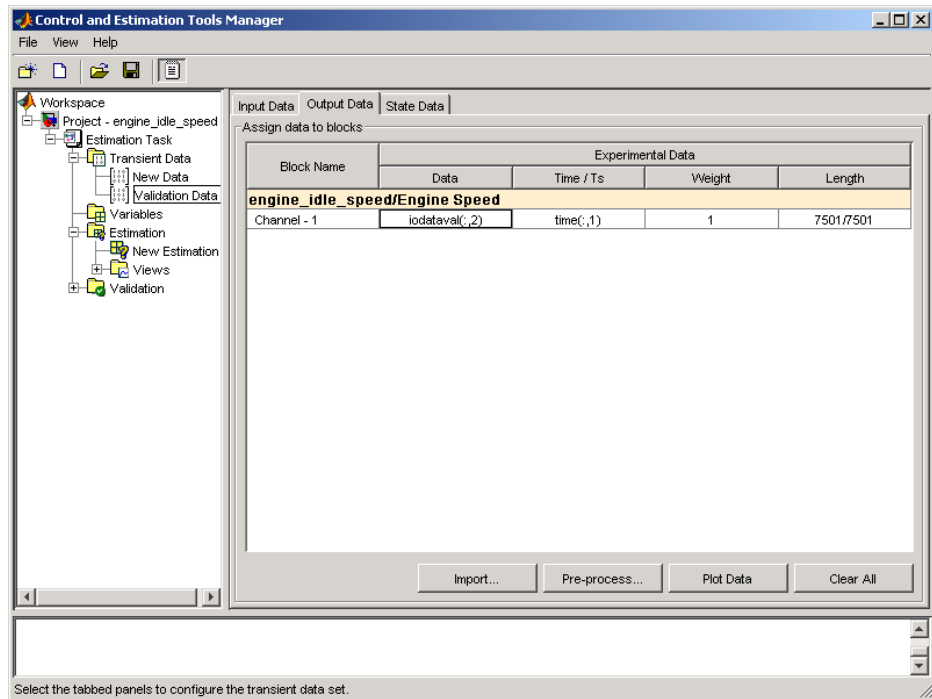 Control and Estimation Tools Manager
File View Help
Workspace
Project - engine_idle_speed
Estimation Task
Transient Data
New Data
Validation Data
Variables
Estimation
New Estimation
Views
Validation
Input Data Output Data State Data
Assign data to blocks
Block Name Experimental Data
Data Time / Ts Weight Length
engine_idle_speed/Engine Speed
Channel - 1 iodataval(:,2) time(:,1) 1 7501/7501
Import... Pre-process... Plot Data Clear All
Select the tabbed panels to configure the transient data set.